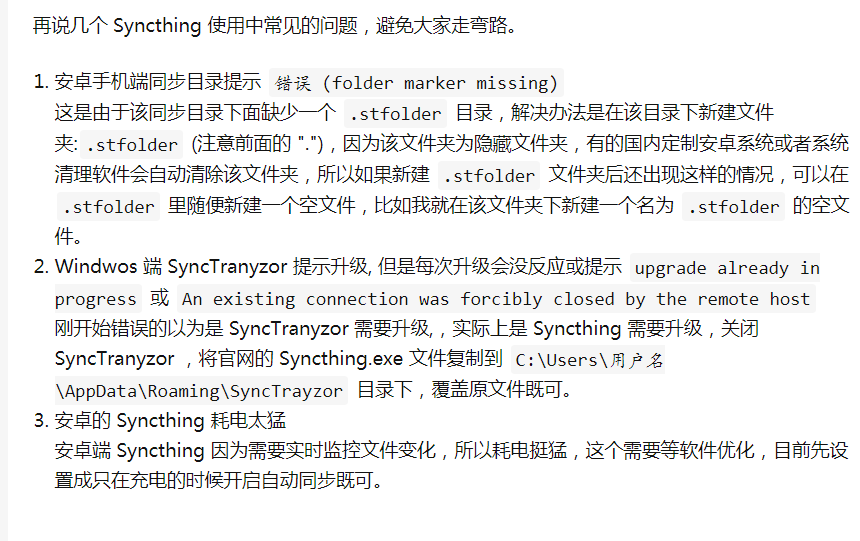 再说几个 Syncthing 使用中常见的问题，避免大家走弯路。
1. 安卓手机端同步目录提示 错误 (folder marker missing)
这是由于该同步目录下面缺少一个 .stfolder 目录，解决办法是在该目录下新建文件
夹: .stfolder (注意前面的 ".")，因为该文件夹为隐藏文件夹，有的国内定制安卓系统或者系统
清理软件会自动清除该文件夹，所以如果新建 .stfolder 文件夹后还出现这样的情况，可以在
.stfolder 里随便新建一个空文件，比如我就在该文件夹下新建一个名为 .stfolder 的空文
件。
2. Windwos 端 SyncTranyzor 提示升级, 但是每次升级会没反应或提示 upgrade already in
progress 或 An existing connection was forcibly closed by the remote host
刚开始错误的以为是 SyncTranyzor 需要升级,，实际上是 Syncthing 需要升级，关闭
SyncTranyzor ，将官网的 Syncthing.exe 文件复制到 C:\Users\用户名
\AppData\Roaming\SyncTrayzor 目录下，覆盖原文件既可。
3. 安卓的 Syncthing 耗电太猛
安卓端 Syncthing 因为需要实时监控文件变化，所以耗电挺猛，这个需要等软件优化，目前先设
置成只在充电的时候开启自动同步既可。